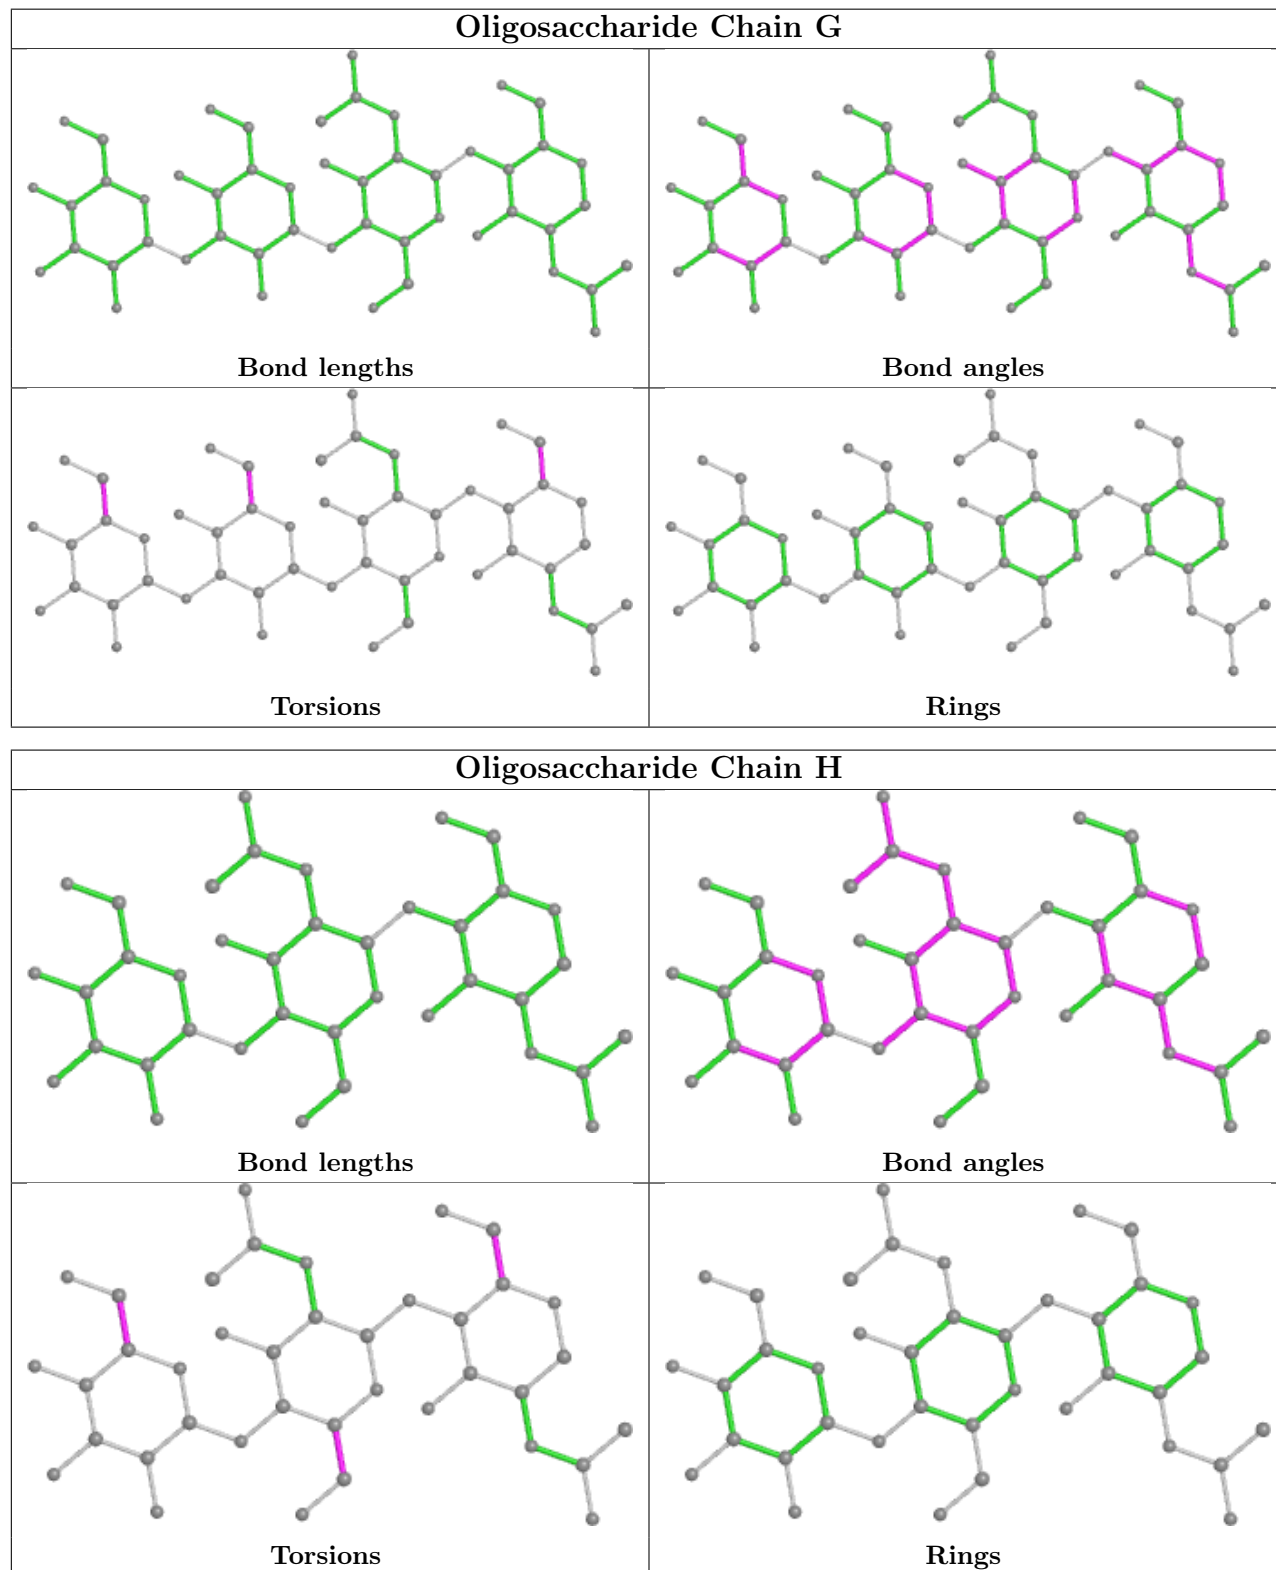 Oligosaccharide Chain G
Bond lengths
Bond angles
Torsions
Rings
Oligosaccharide Chain H
Bond lengths
Bond angles
Torsions
Rings